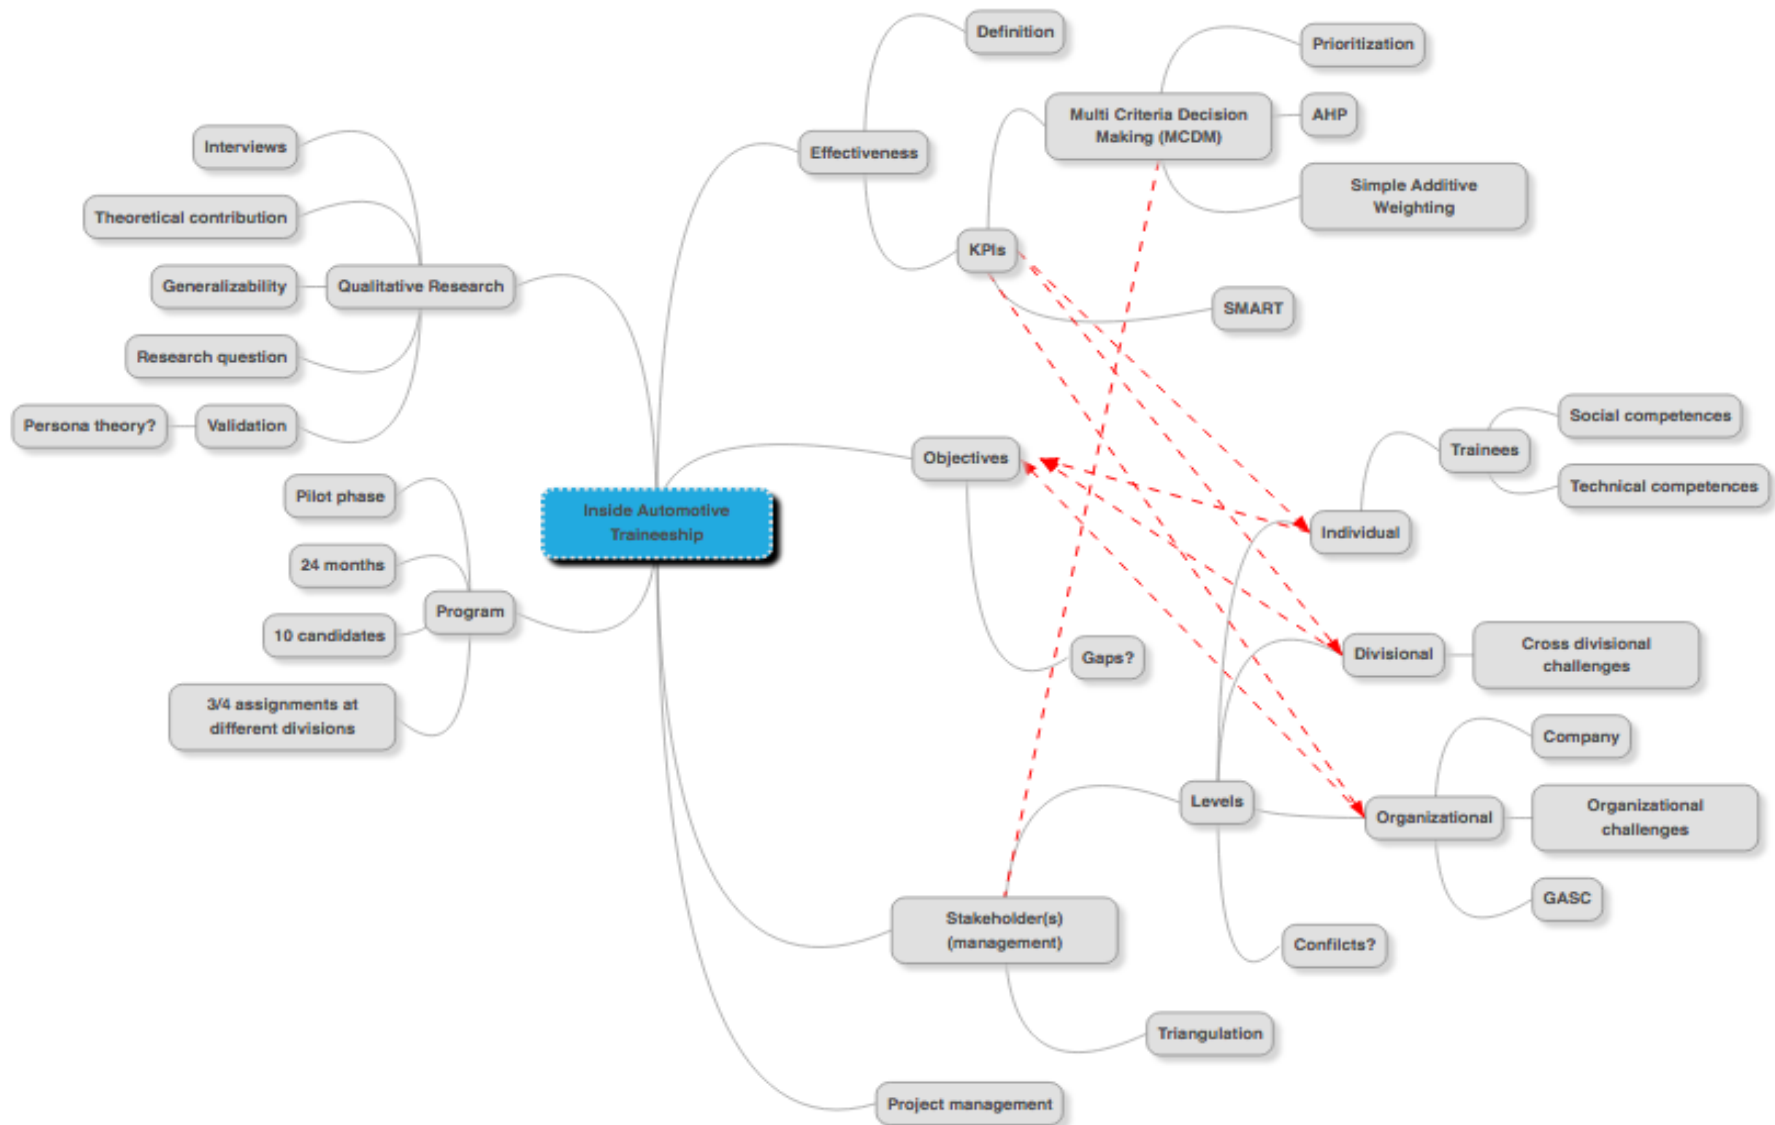 Definition
Prioritization
Multi Criteria Decision
Making (MCDM)
AHP
Interviews
Effectiveness
Simple Additive
Weighting
Theoretical contribution
KPIs
Generalizability
Qualitative Research
SMART
Research question
Persona theory?
Validation
Social competences
Objectives
Trainees
Pilot phase
Technical competences
Inside Automotive
Traineeship
Individual
24 months
Program
10 candidates
Gaps?
Divisional
Cross divisional
challenges
3/4 assignments at
different divisions
Company
Levels
Organizational
Organizational
challenges
GASC
Stakeholder(s)
(management)
Confilcts?
Triangulation
Project management